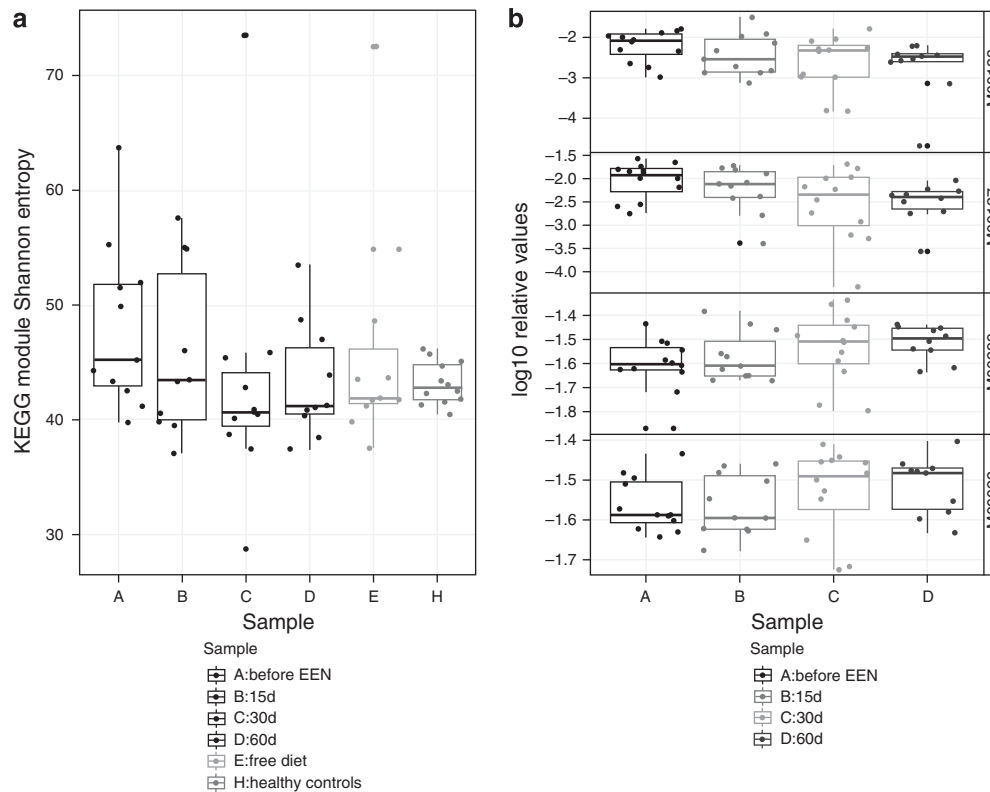 a
KEGG module Shannon entropy
70
60
50
40
30
A B C D E H
Sample
Sample
A:before EEN
B:15d
C:30d
D:60d
E:free diet
H:healthy controls
b
log10 relative values
−2
−3
−4
−1.5
−2.0
−2.5
−3.0
−3.5
−4.0
−1.4
−1.5
−1.6
−1.7
−1.8
−1.4
−1.5
−1.6
−1.7
A B C D
Sample
Sample
A:before EEN
B:15d
C:30d
D:60d